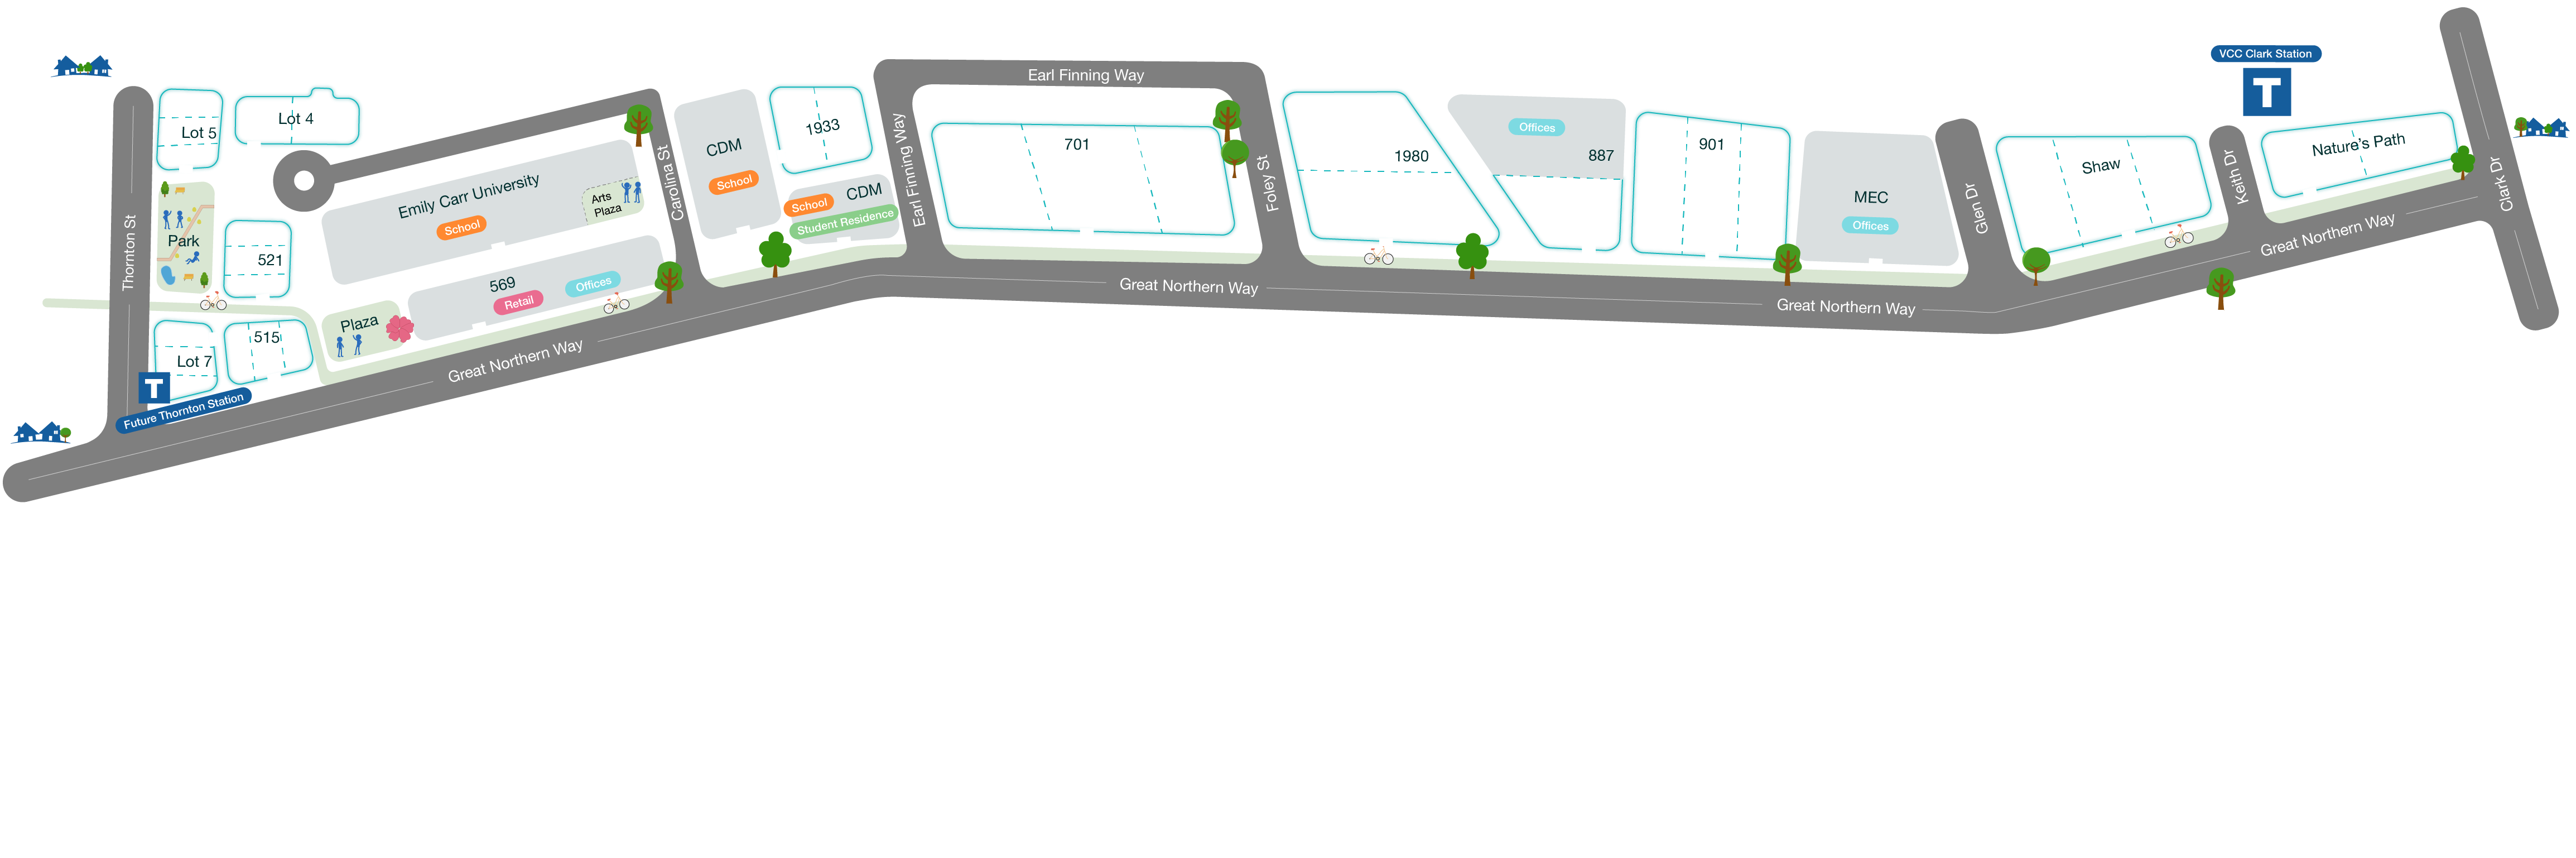 VCC Clark Station
T
Earl Finning Way
Lot 5
Lot 4
1933
CDM
School
Earl Finning Way
701
Foley St
1980
Offices
887
901
MEC
Offices
Glen Dr
Shaw
Keith Dr
Nature's Path
Clark Dr
Great Northern Way
Emily Carr University
School
Arts
Plaza
Carolina St
School
CDM
Student Residence
Thornton St
Park
521
569
Retail
Offices
Great Northern Way
Great Northern Way
Plaza
515
Lot 7
T
Future Thornton Station
Great Northern Way